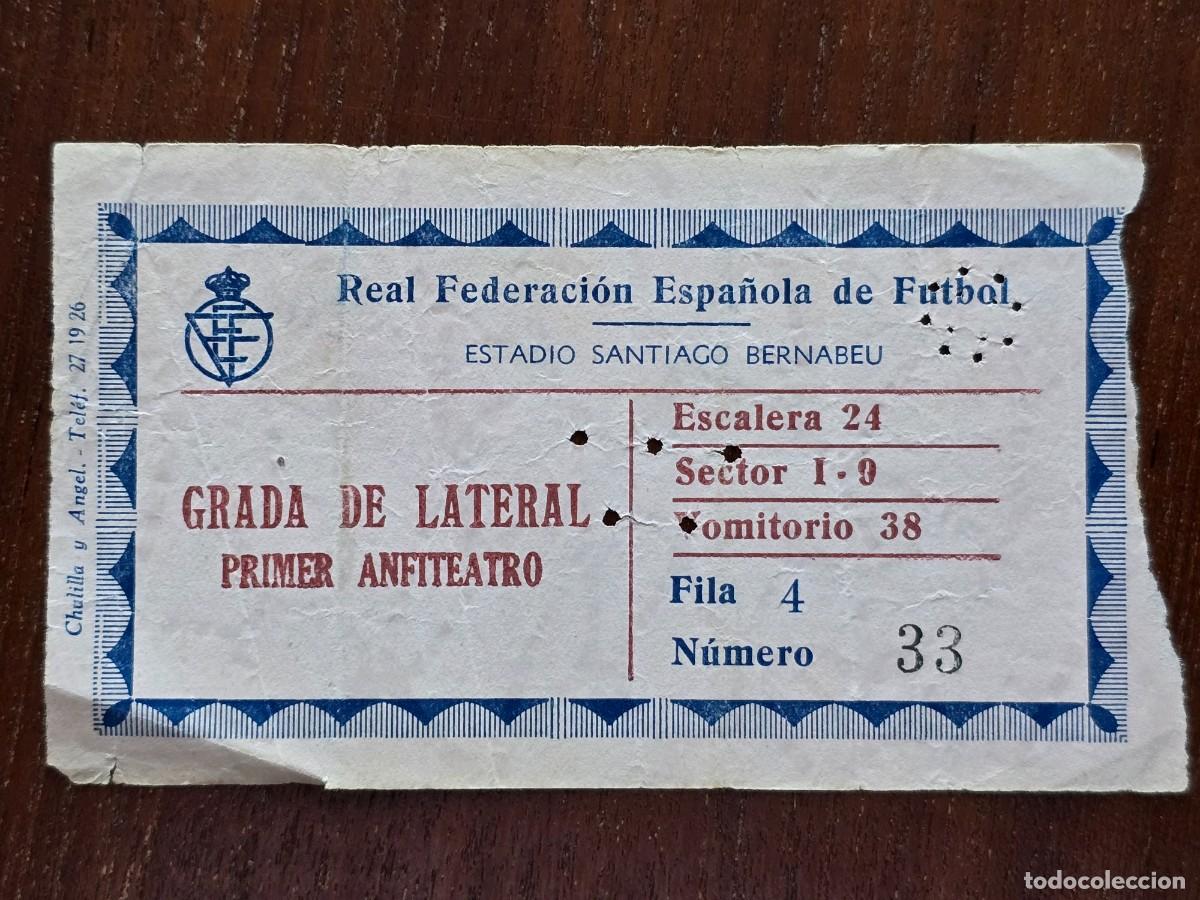 Real Federación Española de Futbol
ESTADIO SANTIAGO BERNABEU
GRADA DE LATERAL
PRIMER ANFITEATRO
Escalera 24
Sector I-9
Vomitorio 38
Fila 4
Número 33
Chulilla y Angel. - Teléf. 27 19 26
todocoleccion